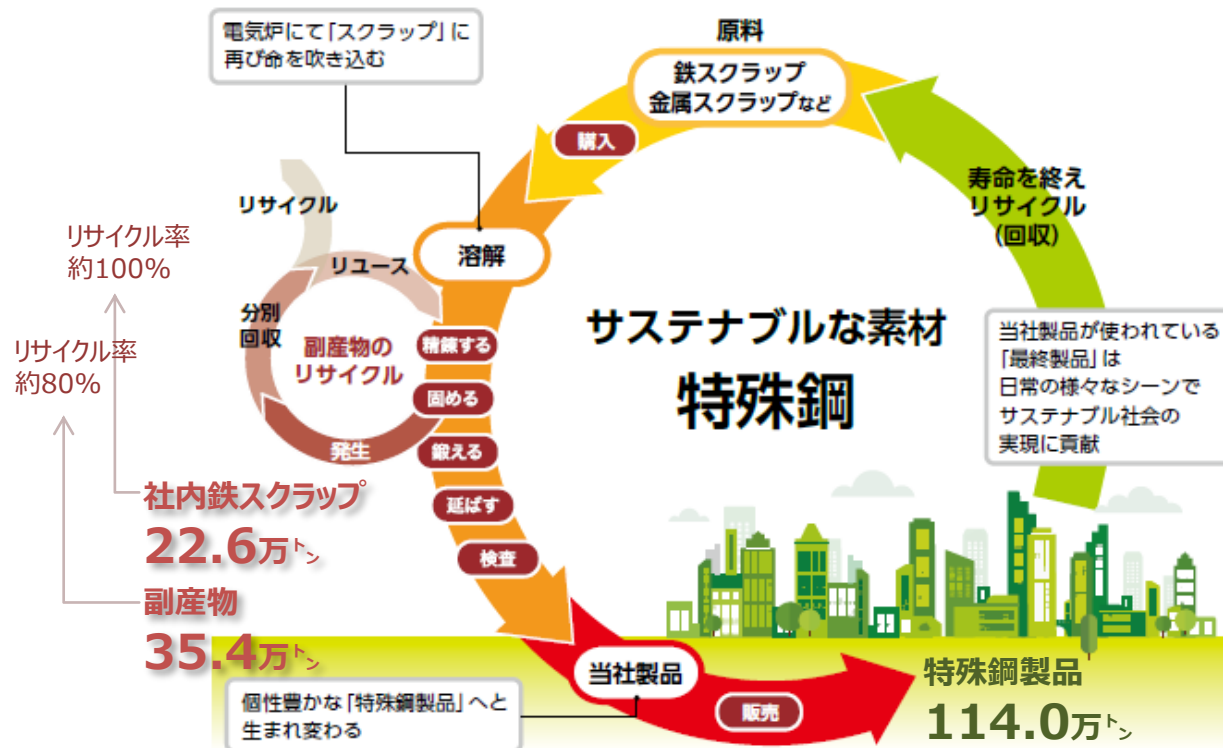 電気炉にて「スクラップ」に
再び命を吹き込む
原料
鉄スクラップ
金属スクラップなど
購入
寿命を終え
リサイクル
(回収)
リサイクル
リサイクル率
約100%
溶解
リユース
分別
回収
副産物の
リサイクル
発生
リサイクル率
約80%
精錬する
固める
鍛える
延ばす
検査
サステナブルな素材
特殊鋼
当社製品が使われている
「最終製品」は
日常の様々なシーンで
サステナブル社会の
実現に貢献
社内鉄スクラップ
22.6万トン
副産物
35.4万トン
当社製品
個性豊かな「特殊鋼製品」へと
生まれ変わる
販売
特殊鋼製品
114.0万トン